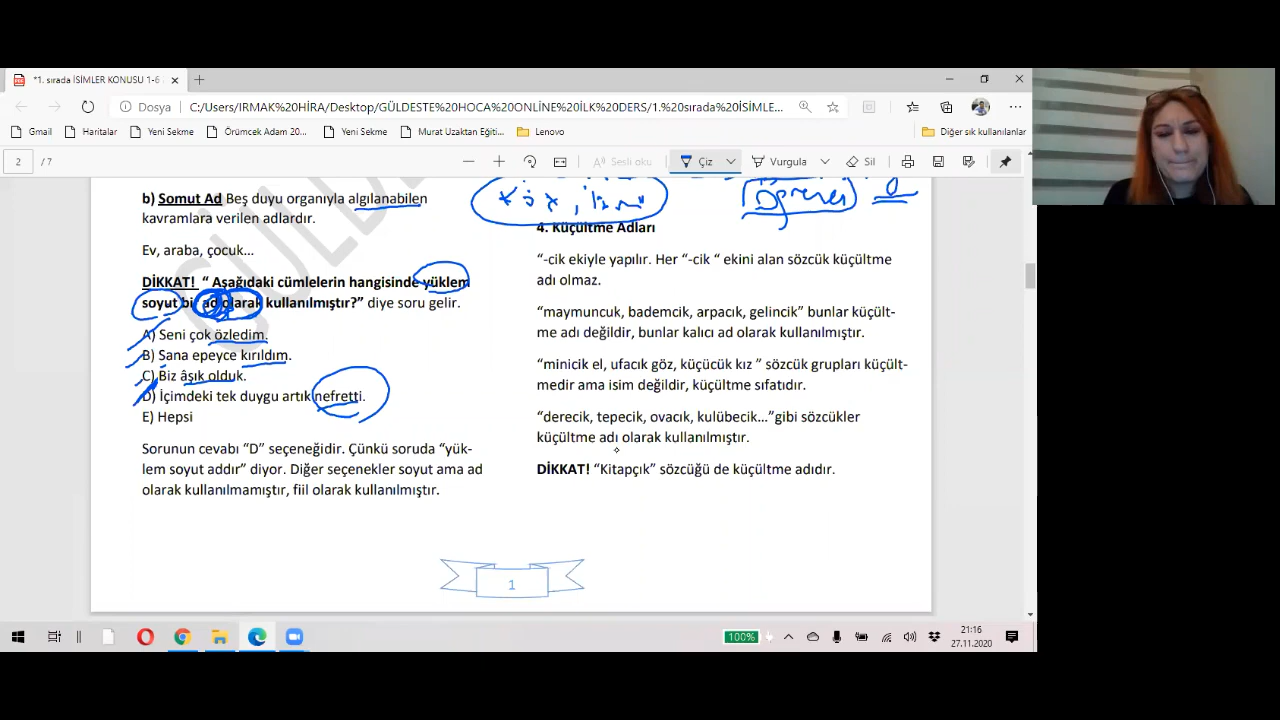 *1. sırada İSİMLER KONUSU 1-6
Dosya C:/Users/IRMAK%20HİRA/Desktop/GÜLDESTE%20HOCA%20ONLİNE%20İLK%20DERS/1.%20sırada%20İSİMLE...
Gmail Haritalar Yeni Sekme Örümcek Adam 20... Yeni Sekme Murat Uzaktan Eğiti... Lenovo Diğer sık kullanılanlar
2 / 7 Sesli oku Çiz Vurgula Sil
b) Somut Ad Beş duyu organıyla algılanabilen
kavramlara verilen adlardır.
Ev, araba, çocuk...
DİKKAT! “ Aşağıdaki cümlelerin hangisinde yüklem
soyut bir ad olarak kullanılmıştır?” diye soru gelir.
A) Seni çok özledim.
B) Sana epeyce kırıldım.
C) Biz âşık olduk.
D) İçimdeki tek duygu artık nefretti.
E) Hepsi
Sorunun cevabı “D” seçeneğidir. Çünkü soruda “yük-
lem soyut addır” diyor. Diğer seçenekler soyut ama ad
olarak kullanılmamıştır, fiil olarak kullanılmıştır.
4. Küçültme Adları
“-cik ekiyle yapılır. Her “-cik “ ekini alan sözcük küçültme
adı olmaz.
“maymuncuk, bademcik, arpacık, gelincik” bunlar küçült-
me adı değildir, bunlar kalıcı ad olarak kullanılmıştır.
“minicik el, ufacık göz, küçücük kız ” sözcük grupları küçült-
medir ama isim değildir, küçültme sıfatıdır.
“derecik, tepecik, ovacık, kulübecik...”gibi sözcükler
küçültme adı olarak kullanılmıştır.
DİKKAT! “Kitapçık” sözcüğü de küçültme adıdır.
1
100% 21:16
27.11.2020